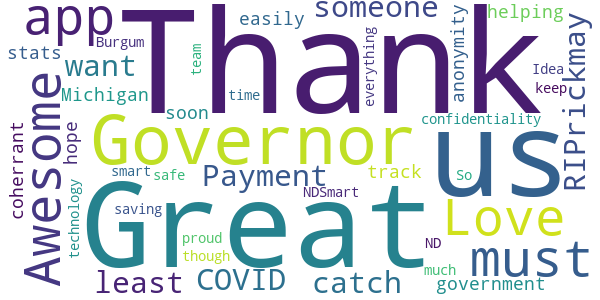 app
Thank
someone
helping
easily
Burgum
stats
want
team
everything
anonymity
Idea
keep
RIPrickmay
Michigan
time
soon
Awesome
Governor
us
confidentiality
coherrant
hope
smart
safe
Payment
track
So
NDSmart
technology
saving
Great
Love
proud
though
ND
must
least
COVID
catch
much
government